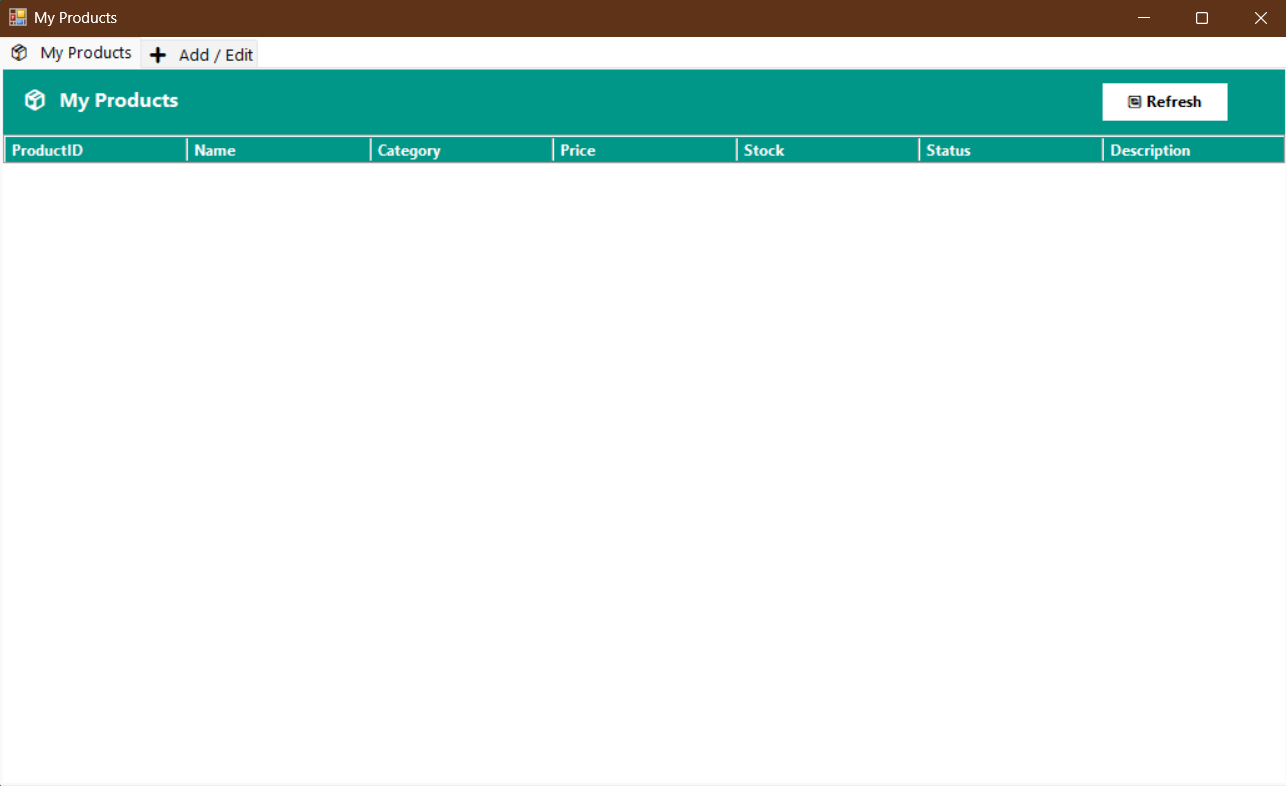 My Products
My Products Add / Edit
My Products Refresh
ProductID Name Category Price Stock Status Description